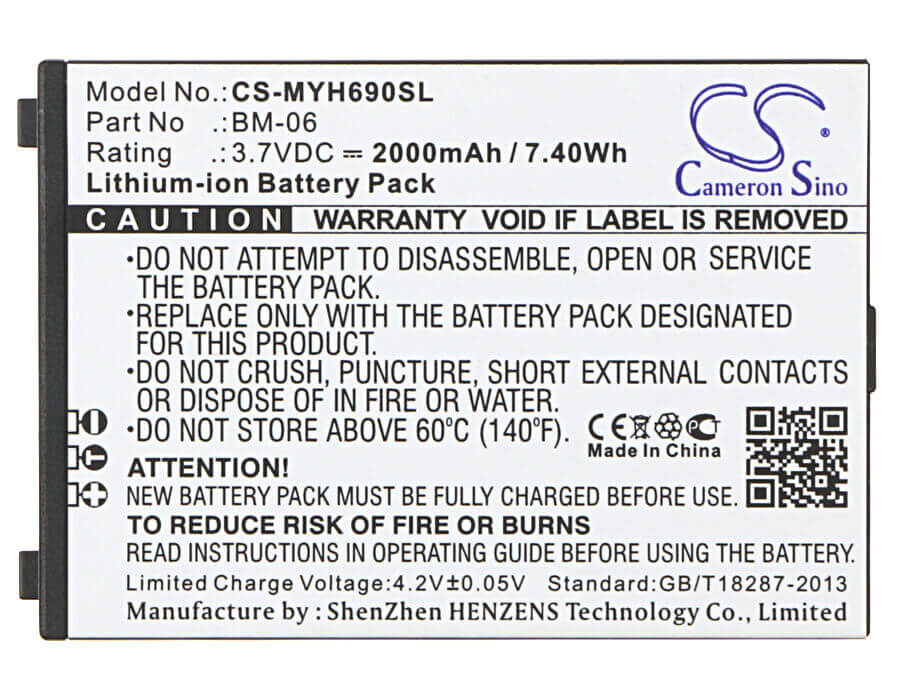 Model No.: CS-MYH690SL
Part No .: BM-06
Rating .: 3.7VDC ⎓ 2000mAh / 7.40Wh
Lithium-ion Battery Pack
CS ®
Cameron Sino
CAUTION WARRANTY VOID IF LABEL IS REMOVED
•DO NOT ATTEMPT TO DISASSEMBLE, OPEN OR SERVICE
THE BATTERY PACK.
•REPLACE ONLY WITH THE BATTERY PACK DESIGNATED
FOR THIS PRODUCT.
•DO NOT CRUSH, PUNCTURE, SHORT EXTERNAL CONTACTS
OR DISPOSE OF IN FIRE OR WATER.
•DO NOT STORE ABOVE 60°C (140°F).
CE PCT
Made In China
ATTENTION!
NEW BATTERY PACK MUST BE FULLY CHARGED BEFORE USE.
TO REDUCE RISK OF FIRE OR BURNS
READ INSTRUCTIONS IN OPERATING GUIDE BEFORE USING THE BATTERY.
Limited Charge Voltage:4.2V±0.05V Standard:GB/T18287-2013
Manufacture by : ShenZhen HENZENS Technology Co., Limited